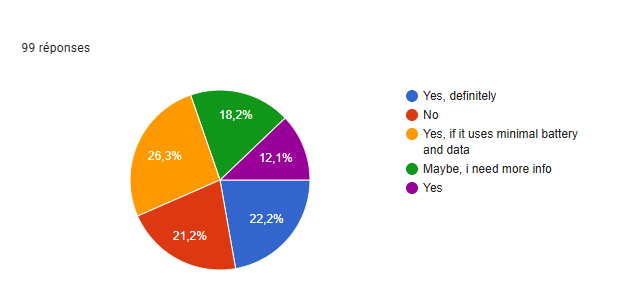 99 réponses
Yes, definitely
No
Yes, if it uses minimal battery
and data
Maybe, i need more info
Yes
18,2%
12,1%
26,3%
22,2%
21,2%